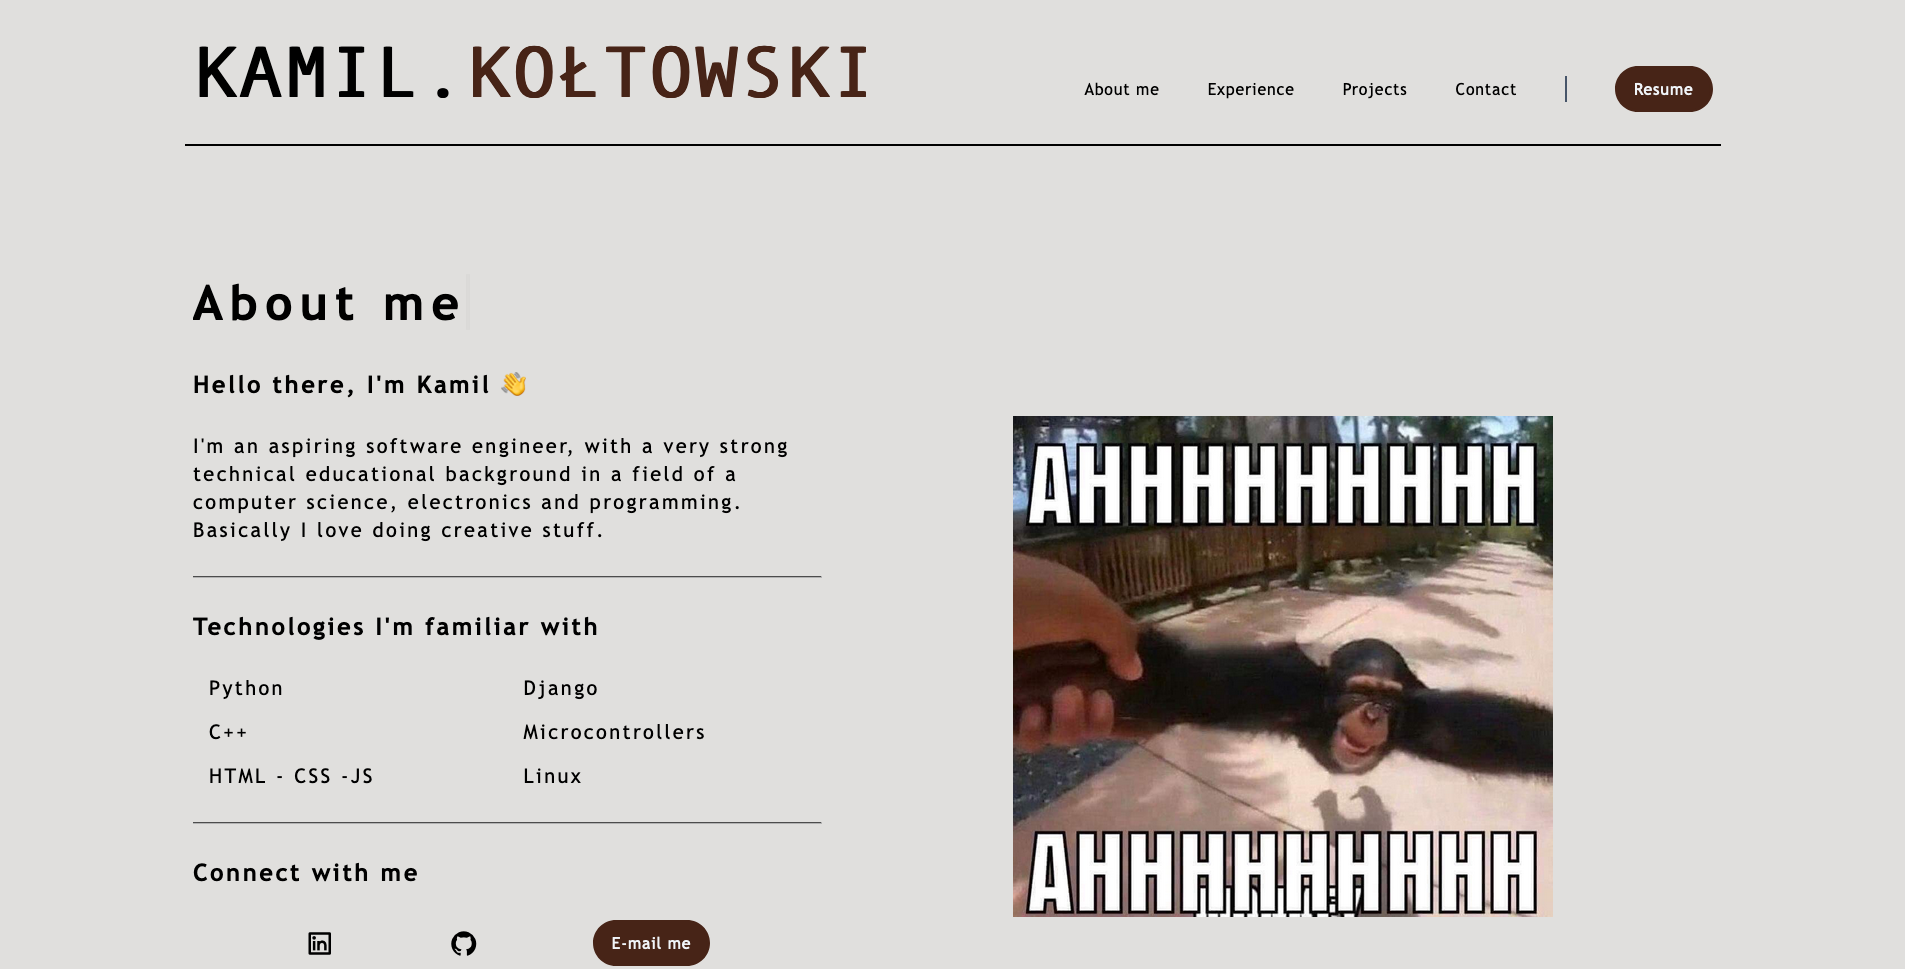 KAMIL.KOŁTOWSKI
About me
Experience
Projects
Contact
Resume
About me
Hello there, I'm Kamil 👋
I'm an aspiring software engineer, with a very strong
technical educational background in a field of a
computer science, electronics and programming.
Basically I love doing creative stuff.
Technologies I'm familiar with
Python
Django
C++
Microcontrollers
HTML - CSS -JS
Linux
Connect with me
in
E-mail me
AHHHHHHHHH
AHHHHHHHHH